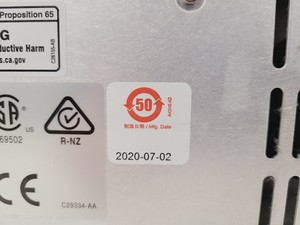 Proposition 65
G
ductive Harm
s.ca.gov
C28155-AB
50
制造日期 / Mfg. Date
2020-07-02
US
69502
R-NZ
C29334-AA
CE